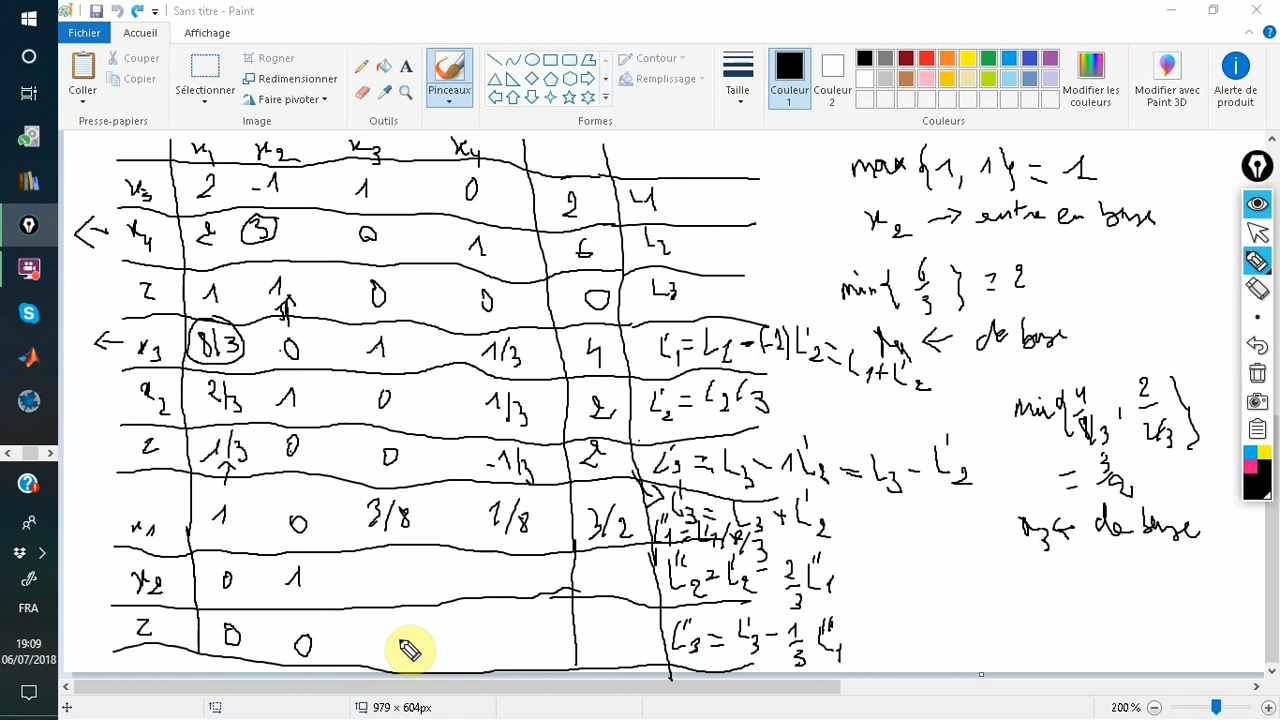 Sans titre - Paint
Fichier Accueil Affichage
Coller
Couper
Copier
Sélectionner
Rogner
Redimensionner
Faire pivoter
Pinceaux
Contour
Remplissage
Taille
Couleur 1
Couleur 2
Modifier les couleurs
Modifier avec Paint 3D
Alerte de produit
Presse-papiers Image Outils Formes Couleurs
x1 x2 x3 x4
x3 2 -1 1 0 2 L1
x4 2 3 0 1 6 L2
z 1 1 0 0 0 L3
x3 8/3 0 1 1/3 4 L'1 = L1 - (-1)L'2 = L1 + L'2
x2 2/3 1 0 1/3 2 L'2 = L2/3
z 1/3 0 0 -1/3 2 L'3 = L3 - 1L'2 = L3 - L'2
L'3 = L3 + L'2
x1 1 0 3/8 1/8 3/2
x2 0 1 L''2 = L'2 - 2/3 L''1
z 0 0 L''3 = L'3 - 1/3 L''1
max {1, 1} = 1
x2 → entre en base
min { 6/3 } = 2
← de base
= 3/2
x3 ← de base
FRA
19:09
06/07/2018
979 × 604px
200 %